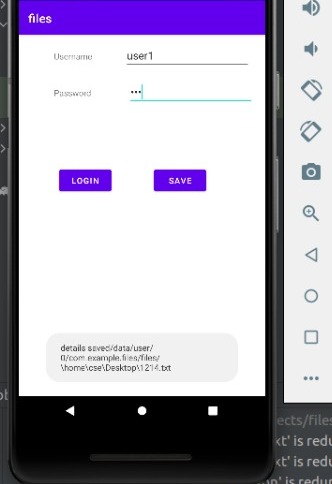 files
Username user1
Password •••
LOGIN SAVE
details saved/data/user/
0/com.example.files/files/
\home\cse\Desktop\1214.txt
ects/files
xt' is redu
xt' is redu
' is redu